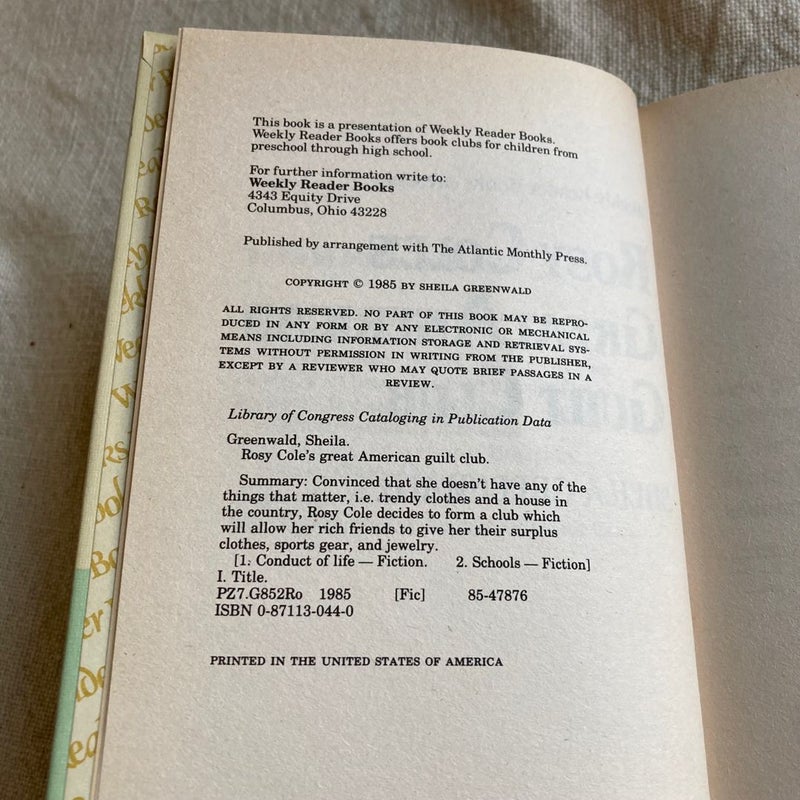 This book is a presentation of Weekly Reader Books.
Weekly Reader Books offers book clubs for children from
preschool through high school.
For further information write to:
Weekly Reader Books
4343 Equity Drive
Columbus, Ohio 43228
Published by arrangement with The Atlantic Monthly Press.
COPYRIGHT © 1985 BY SHEILA GREENWALD
ALL RIGHTS RESERVED. NO PART OF THIS BOOK MAY BE REPRO-
DUCED IN ANY FORM OR BY ANY ELECTRONIC OR MECHANICAL
MEANS INCLUDING INFORMATION STORAGE AND RETRIEVAL SYS-
TEMS WITHOUT PERMISSION IN WRITING FROM THE PUBLISHER,
EXCEPT BY A REVIEWER WHO MAY QUOTE BRIEF PASSAGES IN A
REVIEW.
Library of Congress Cataloging in Publication Data
Greenwald, Sheila.
Rosy Cole's great American guilt club.
Summary: Convinced that she doesn't have any of the
things that matter, i.e. trendy clothes and a house in
the country, Rosy Cole decides to form a club which
will allow her rich friends to give her their surplus
clothes, sports gear, and jewelry.
[1. Conduct of life — Fiction. 2. Schools — Fiction]
I. Title.
PZ7.G852Ro 1985 [Fic] 85-47876
ISBN 0-87113-044-0
PRINTED IN THE UNITED STATES OF AMERICA